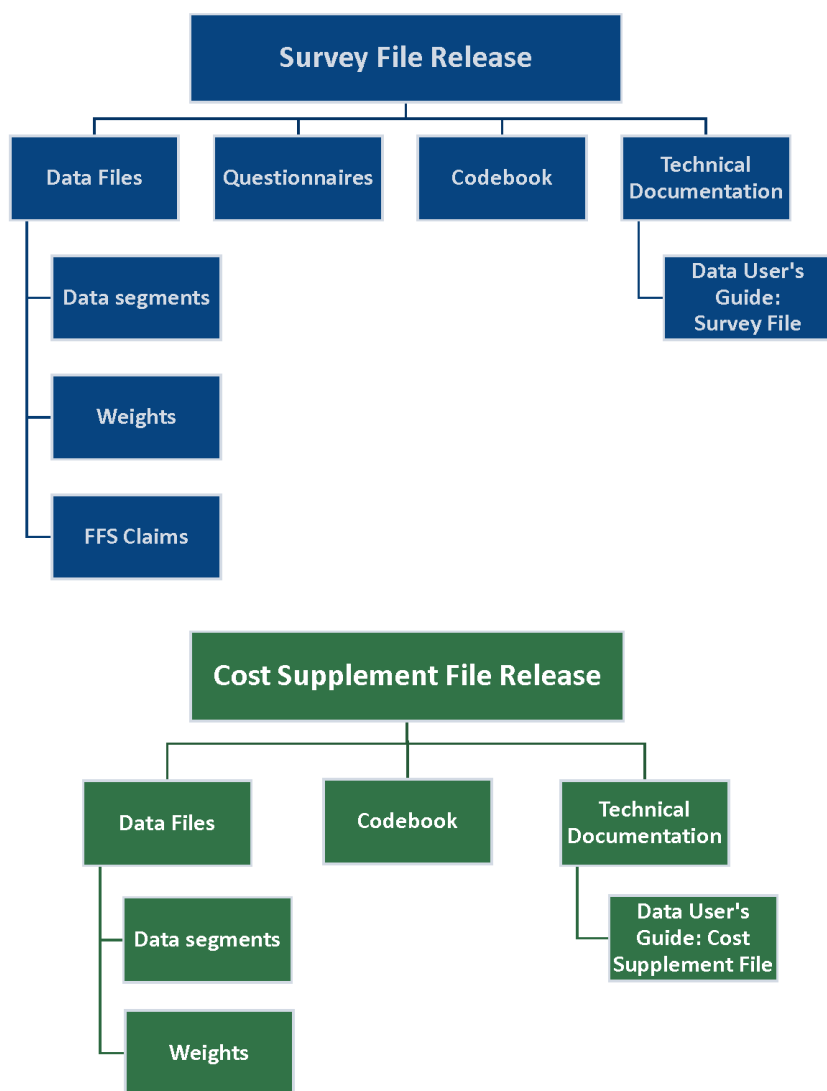 Survey File Release
Data Files
Questionnaires
Codebook
Technical
Documentation
Data segments
Data User's
Guide:
Survey File
Weights
FFS Claims
Cost Supplement File Release
Data Files
Codebook
Technical
Documentation
Data segments
Data User's
Guide: Cost
Supplement File
Weights